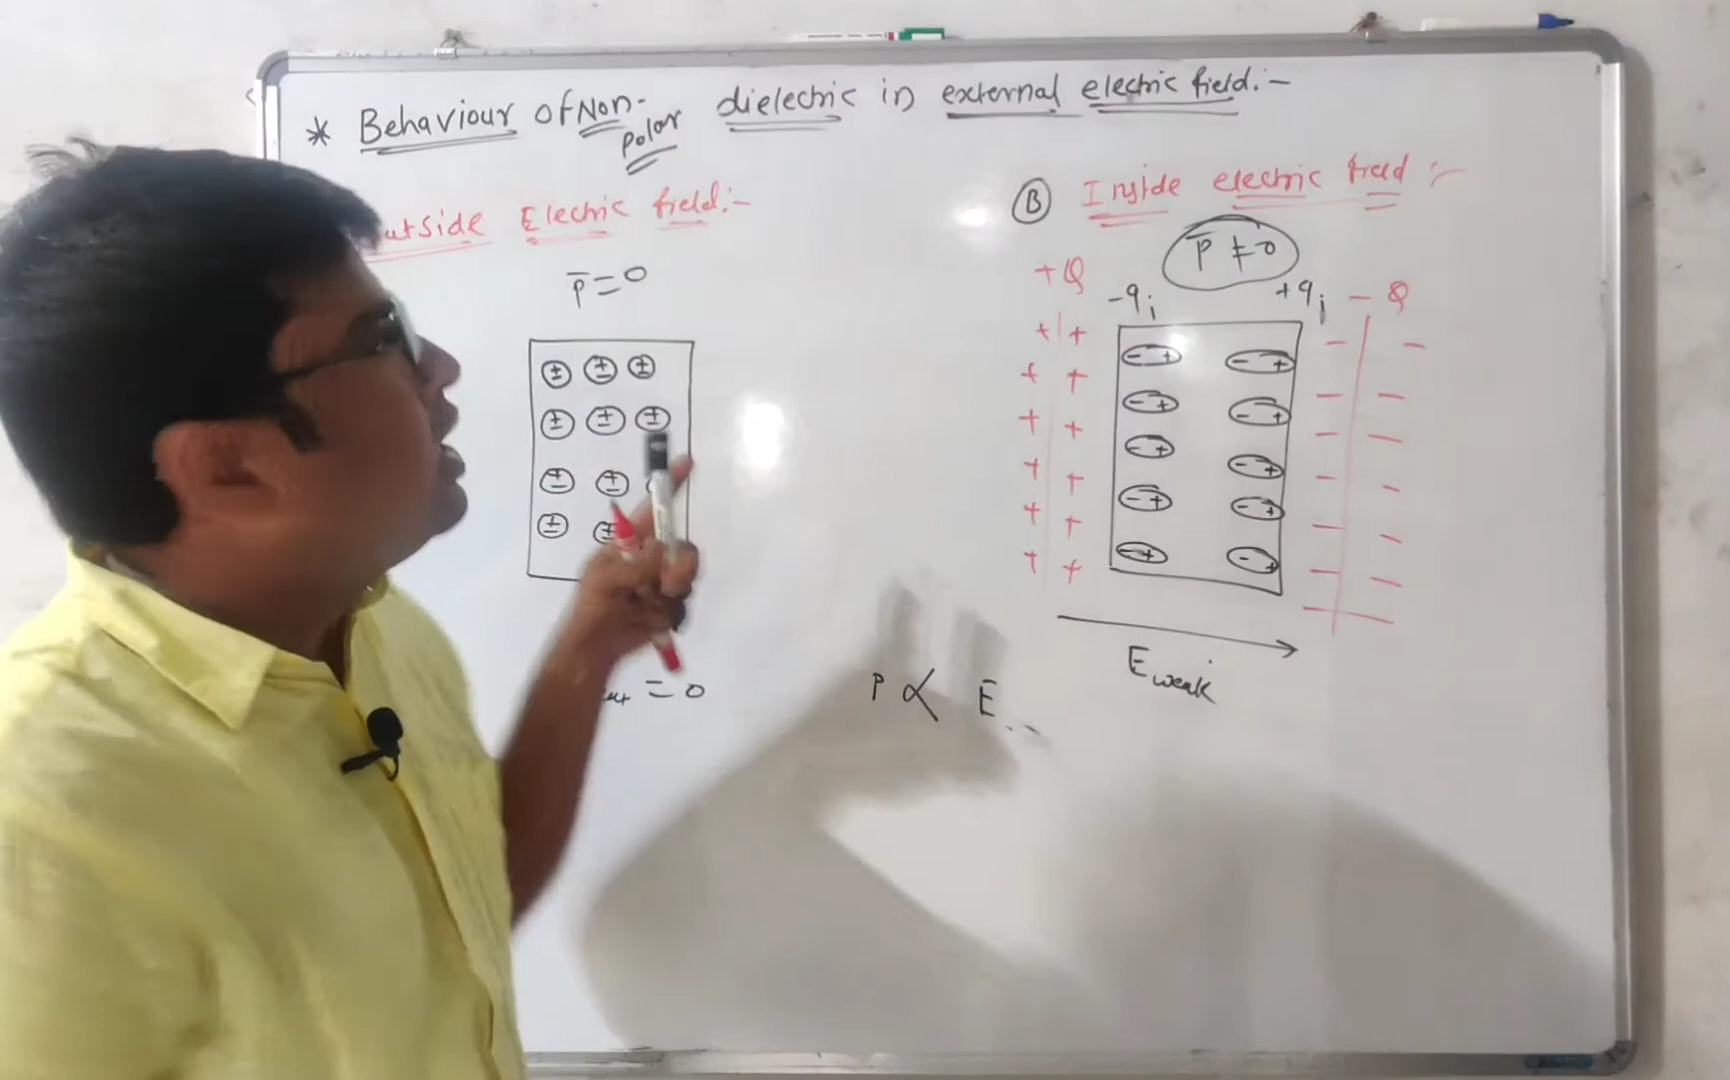 * Behaviour of Non-polar dielectric in external electric field:-
Electric field:-
p̅ = 0
± ± ±
± ± ±
± ±
± ±
= 0
P ∝ E
Ⓑ Inside electric field:-
p̅ ≠ 0
+Q -qi +qi -Q
+ + - + - + - -
+ + - + - + - -
+ + - + - -
+ + - + - + - -
+ + - + - + - -
+ + - + - + - -
E weak